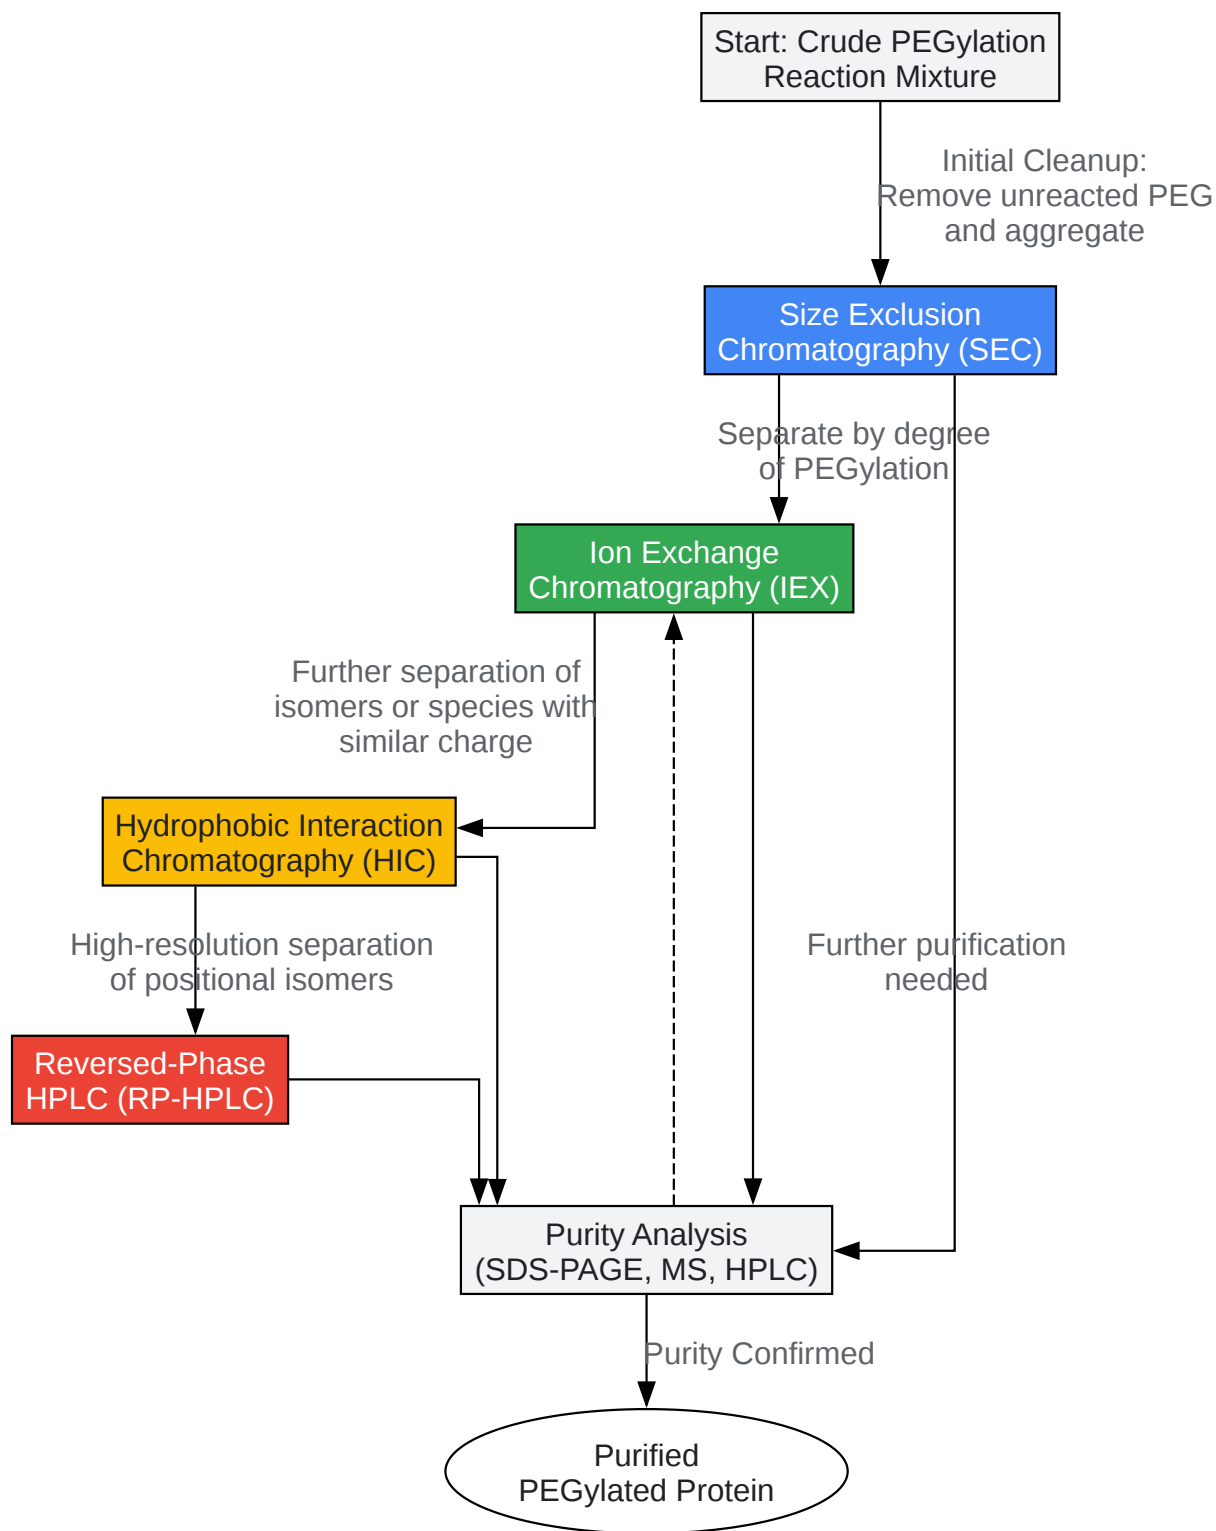 Start: Crude PEGylation
Reaction Mixture
Initial Cleanup:
Remove unreacted PEG
and aggregate
Size Exclusion
Chromatography (SEC)
Separate by degree
of PEGylation
Ion Exchange
Chromatography (IEX)
Further separation of
isomers or species with
similar charge
Hydrophobic Interaction
Chromatography (HIC)
High-resolution separation
of positional isomers
Further purification
needed
Reversed-Phase
HPLC (RP-HPLC)
Purity Analysis
(SDS-PAGE, MS, HPLC)
Purity Confirmed
Purified
PEGylated Protein